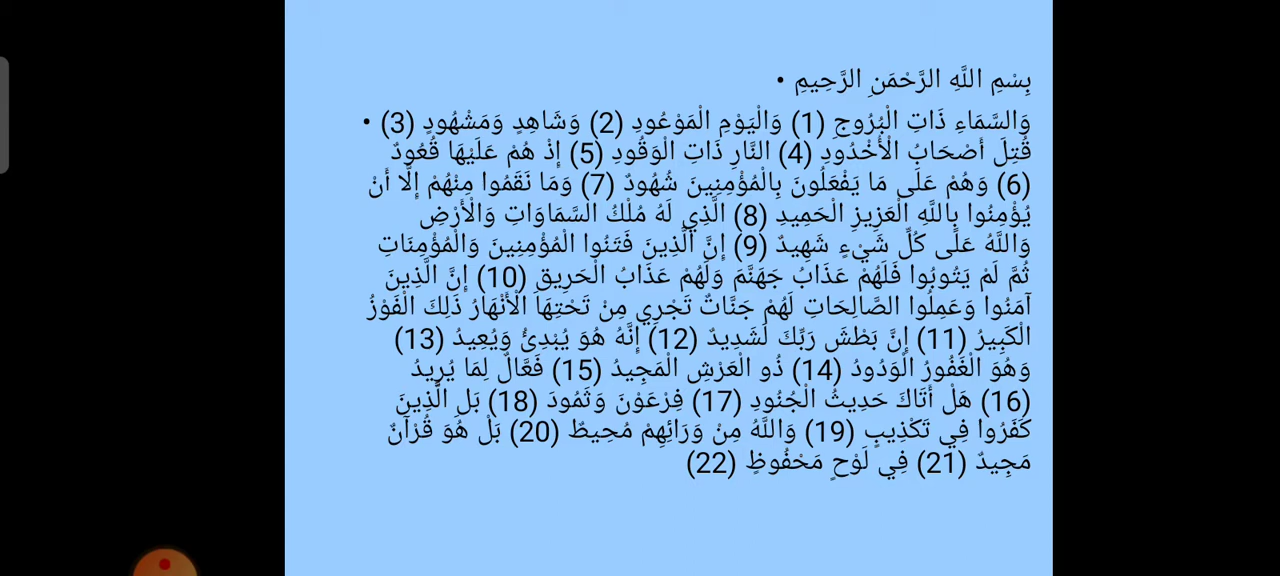 بِسْمِ اللَّهِ الرَّحْمَنِ الرَّحِيمِ •
وَالسَّمَاءِ ذَاتِ الْبُرُوجِ (1) وَالْيَوْمِ الْمَوْعُودِ (2) وَشَاهِدٍ وَمَشْهُودٍ (3) •
قُتِلَ أَصْحَابُ الْأُخْدُودِ (4) النَّارِ ذَاتِ الْوَقُودِ (5) إِذْ هُمْ عَلَيْهَا قُعُودٌ
(6) وَهُمْ عَلَى مَا يَفْعَلُونَ بِالْمُؤْمِنِينَ شُهُودٌ (7) وَمَا نَقَمُوا مِنْهُمْ إِلَّا أَنْ
يُؤْمِنُوا بِاللَّهِ الْعَزِيزِ الْحَمِيدِ (8) الَّذِي لَهُ مُلْكُ السَّمَاوَاتِ وَالْأَرْضِ
وَاللَّهُ عَلَى كُلِّ شَيْءٍ شَهِيدٌ (9) إِنَّ الَّذِينَ فَتَنُوا الْمُؤْمِنِينَ وَالْمُؤْمِنَاتِ
ثُمَّ لَمْ يَتُوبُوا فَلَهُمْ عَذَابُ جَهَنَّمَ وَلَهُمْ عَذَابُ الْحَرِيقِ (10) إِنَّ الَّذِينَ
آمَنُوا وَعَمِلُوا الصَّالِحَاتِ لَهُمْ جَنَّاتٌ تَجْرِي مِنْ تَحْتِهَا الْأَنْهَارُ ذَلِكَ الْفَوْزُ
الْكَبِيرُ (11) إِنَّ بَطْشَ رَبِّكَ لَشَدِيدٌ (12) إِنَّهُ هُوَ يُبْدِئُ وَيُعِيدُ (13)
وَهُوَ الْغَفُورُ الْوَدُودُ (14) ذُو الْعَرْشِ الْمَجِيدُ (15) فَعَّالٌ لِمَا يُرِيدُ
(16) هَلْ أَتَاكَ حَدِيثُ الْجُنُودِ (17) فِرْعَوْنَ وَثَمُودَ (18) بَلِ الَّذِينَ
كَفَرُوا فِي تَكْذِيبٍ (19) وَاللَّهُ مِنْ وَرَائِهِمْ مُحِيطٌ (20) بَلْ هُوَ قُرْآنٌ
مَجِيدٌ (21) فِي لَوْحٍ مَحْفُوظٍ (22)